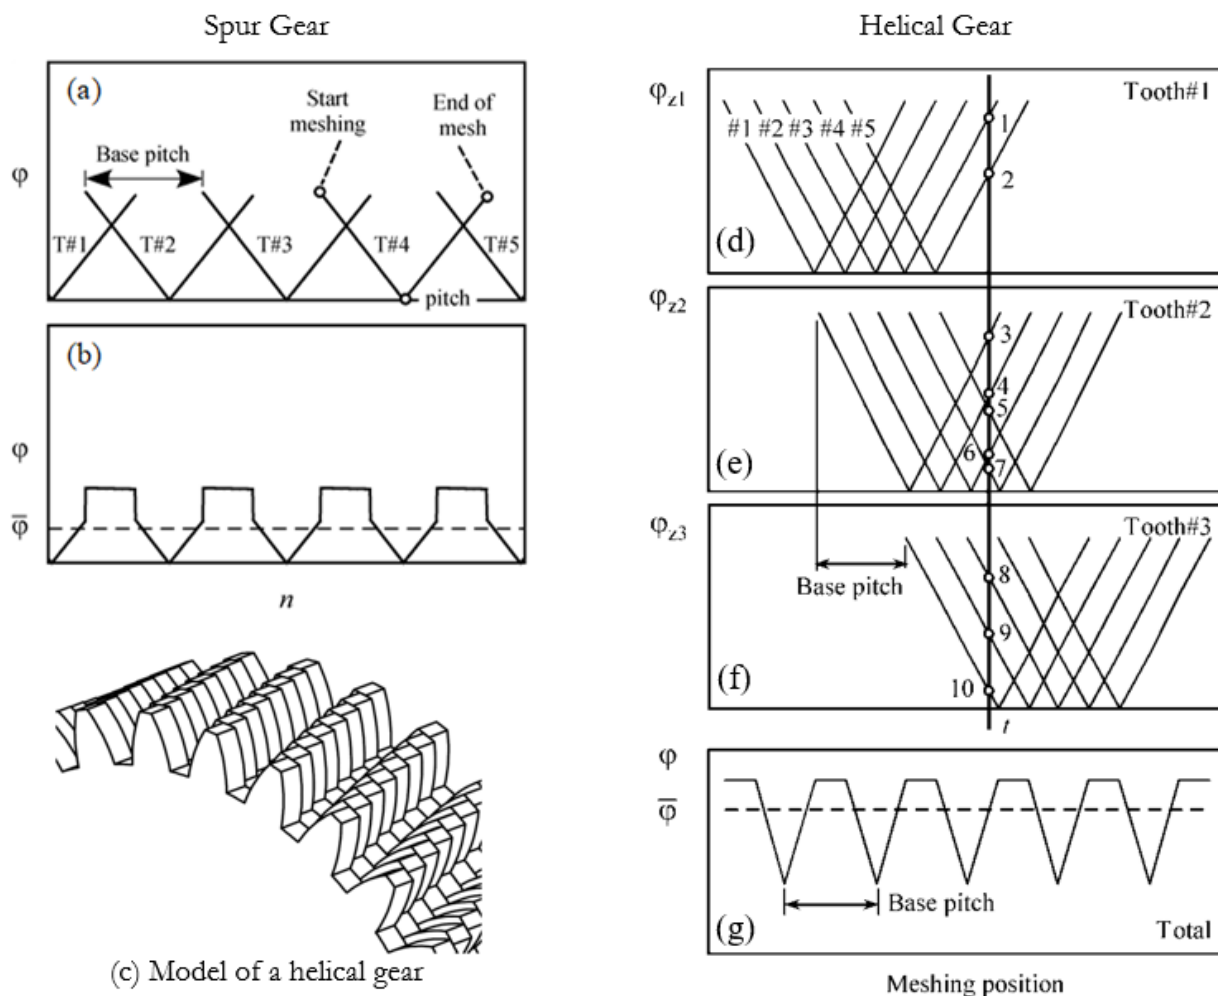 Spur Gear
(a)
Start
meshing
End of
mesh
Base pitch
φ
T#1
T#2
T#3
T#4
T#5
pitch
(b)
φ
φ̅
n
(c) Model of a helical gear
Helical Gear
φz1
Tooth#1
#1 #2 #3 #4 #5
1
2
(d)
φz2
Tooth#2
3
4
5
6
7
(e)
φz3
Tooth#3
Base pitch
8
9
10
(f)
t
φ
φ̅
Base pitch
(g)
Total
Meshing position